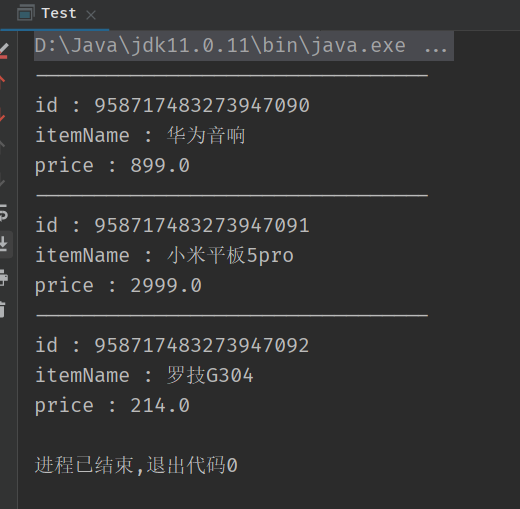 Test
D:\Java\jdk11.0.11\bin\java.exe ...
---------------------------------
id : 958717483273947090
itemName : 华为音响
price : 899.0
---------------------------------
id : 958717483273947091
itemName : 小米平板5pro
price : 2999.0
---------------------------------
id : 958717483273947092
itemName : 罗技G304
price : 214.0
进程已结束,退出代码0